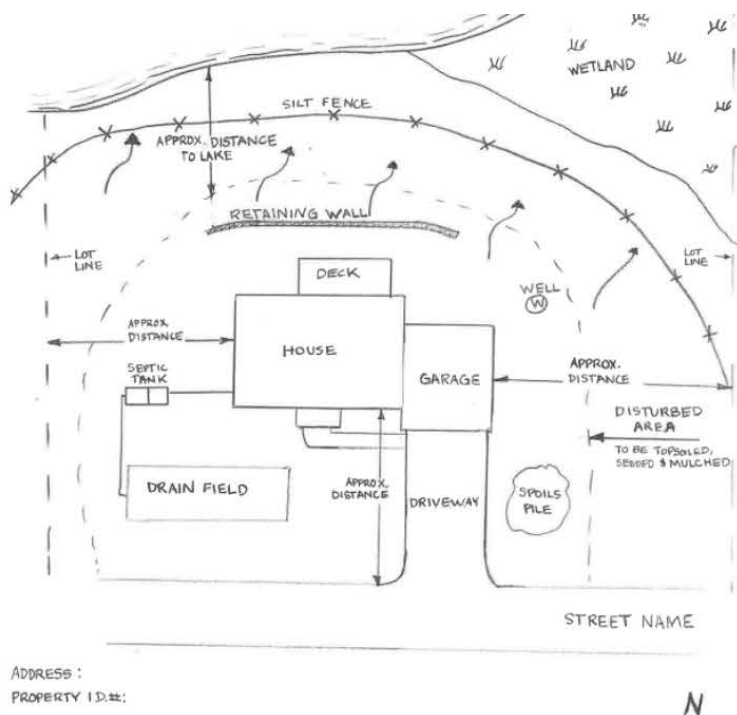 WETLAND
SILT FENCE
APPROX. DISTANCE
TO LAKE
RETAINING WALL
LOT
LINE
LOT
LINE
DECK
WELL
W
APPROX.
DISTANCE
HOUSE
GARAGE
APPROX.
DISTANCE
SEPTIC
TANK
DISTURBED
AREA
TO BE TOPSOILED,
SEEDED & MULCHED
DRAIN FIELD
APPROX.
DISTANCE
DRIVEWAY
SPOILS
PILE
STREET NAME
ADDRESS:
PROPERTY I.D.#:
N